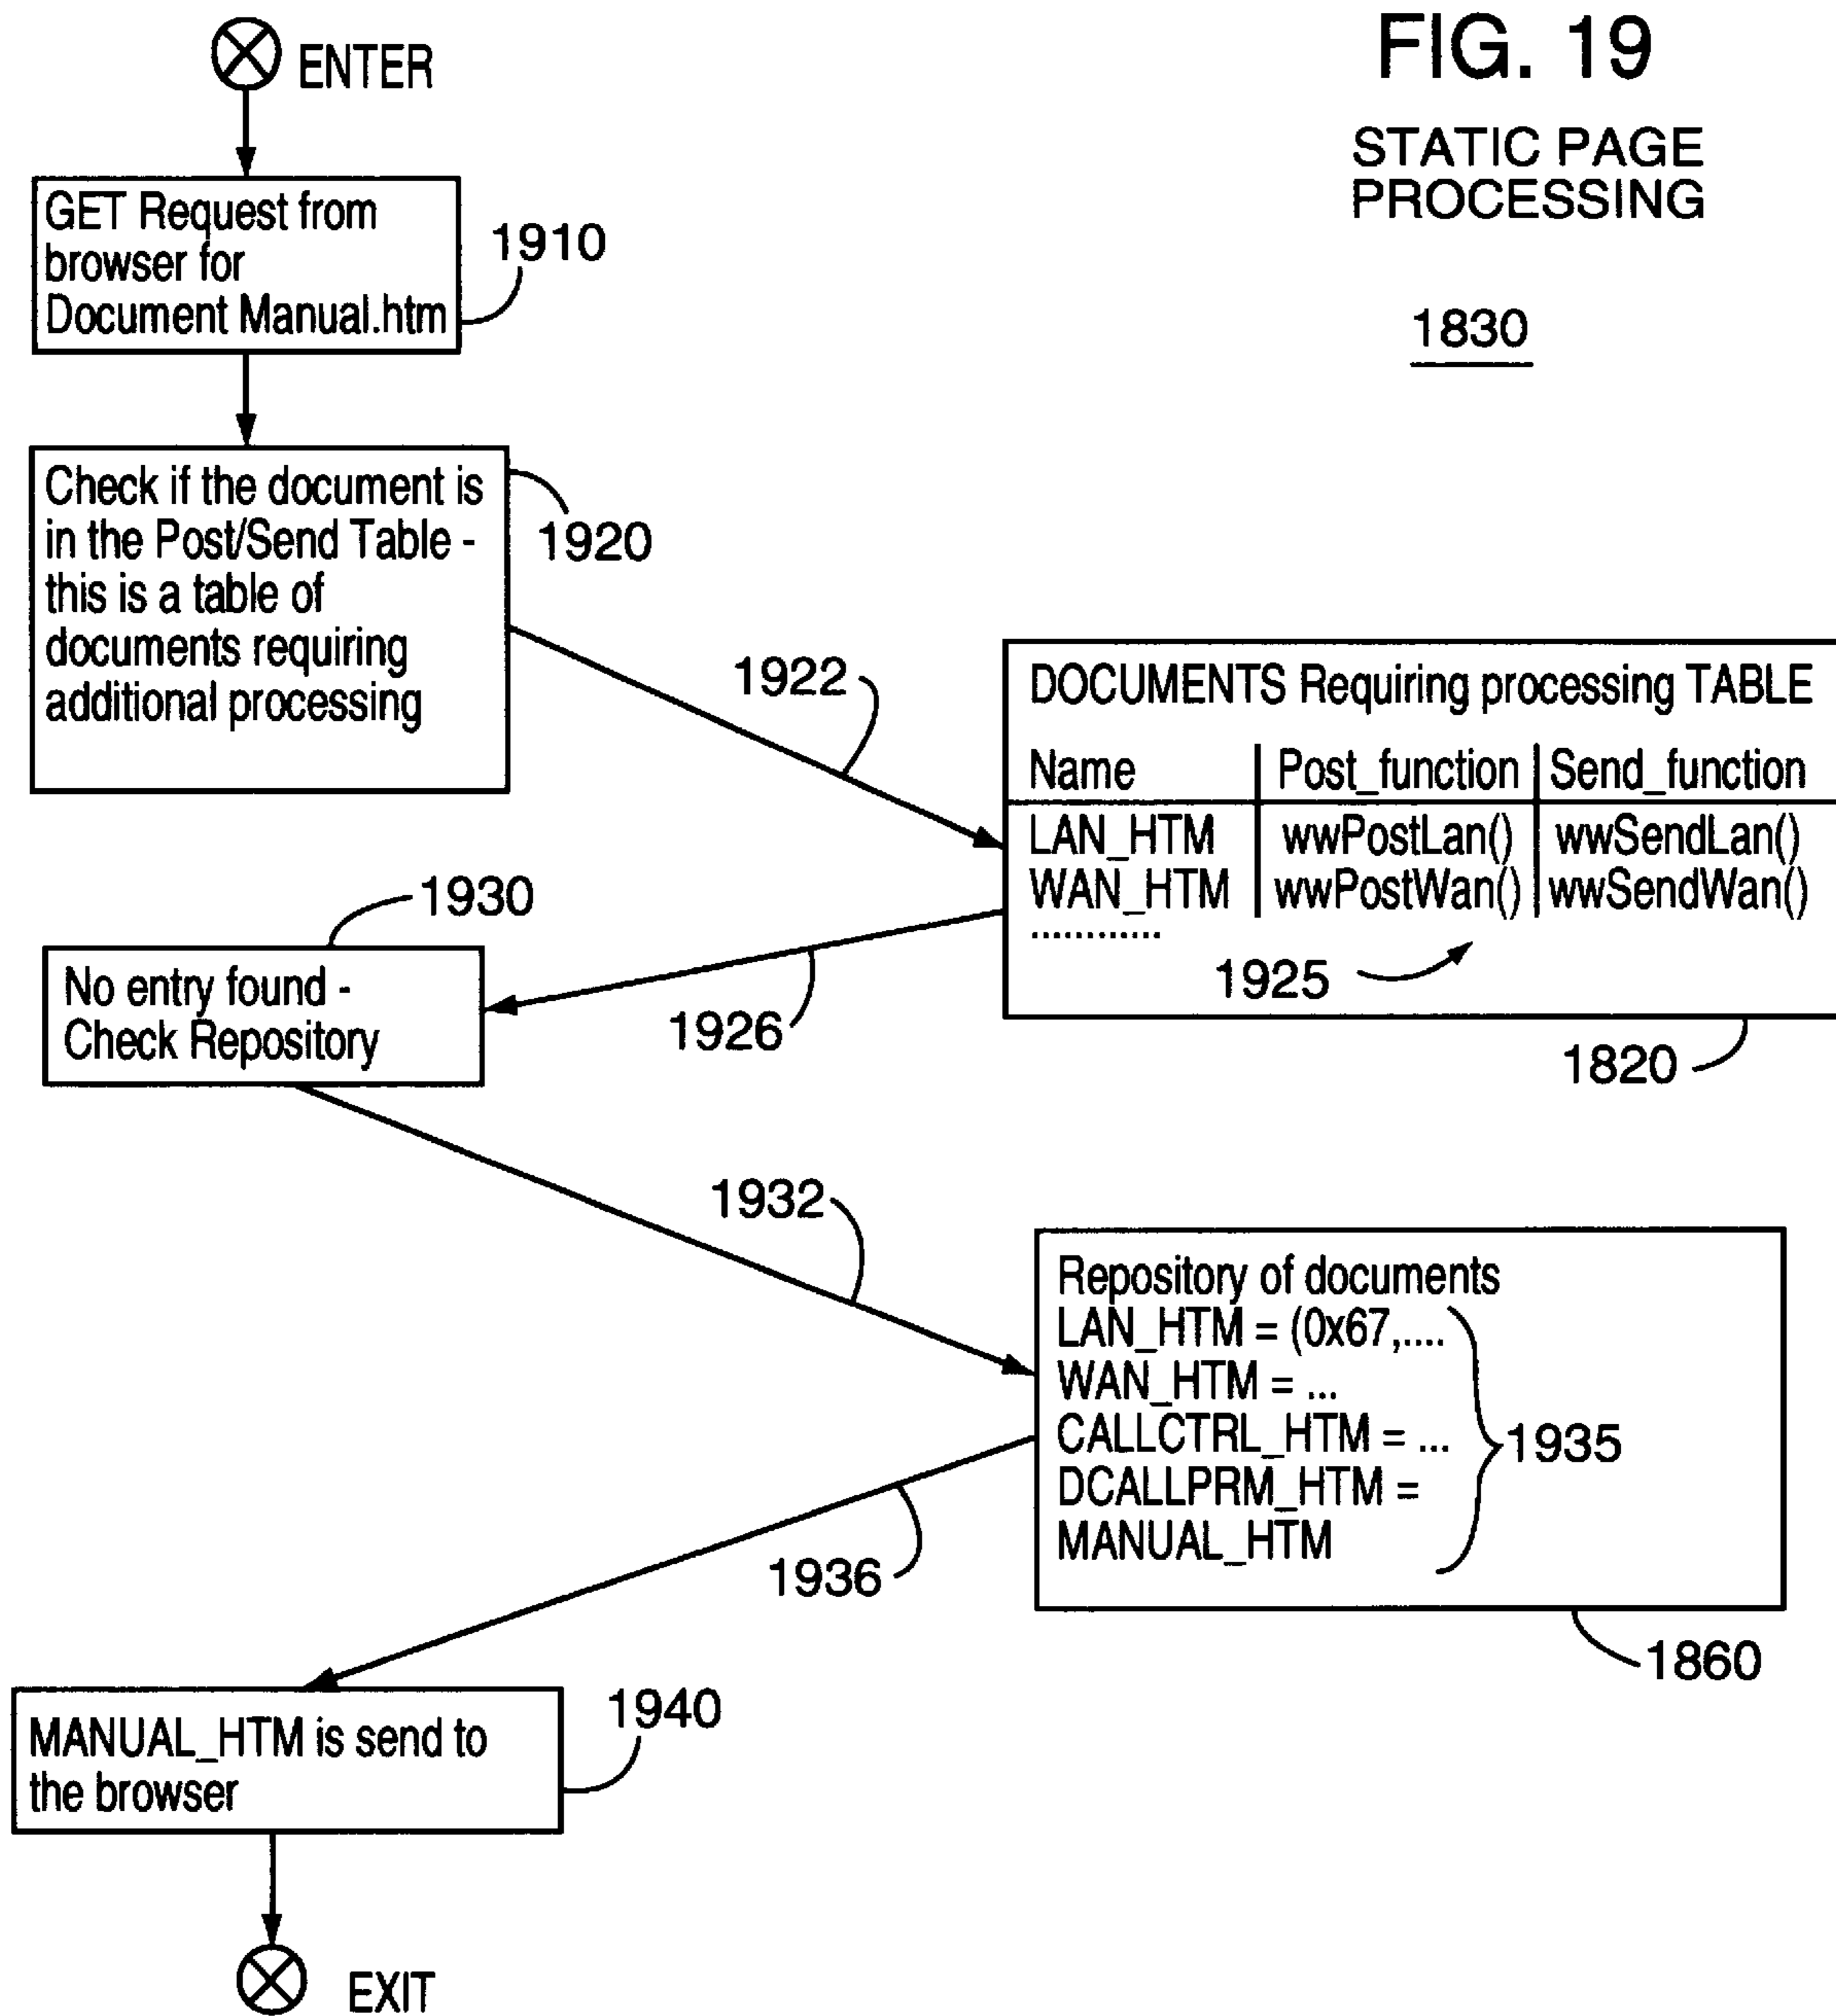 FIG. 19
STATIC PAGE
PROCESSING
1830
ENTER
GET Request from
browser for
Document Manual.htm
1910
Check if the document is
in the Post/Send Table -
this is a table of
documents requiring
additional processing
1920
1922
DOCUMENTS Requiring processing TABLE
Name Post_function Send_function
LAN_HTM wwPostLan() wwSendLan()
WAN_HTM wwPostWan() wwSendWan()
............
1925
1820
1926
1930
No entry found -
Check Repository
1932
Repository of documents
LAN_HTM = (0x67,....
WAN_HTM = ...
CALLCTRL_HTM = ...
DCALLPRM_HTM =
MANUAL_HTM
1935
1860
1936
MANUAL_HTM is send to
the browser
1940
EXIT